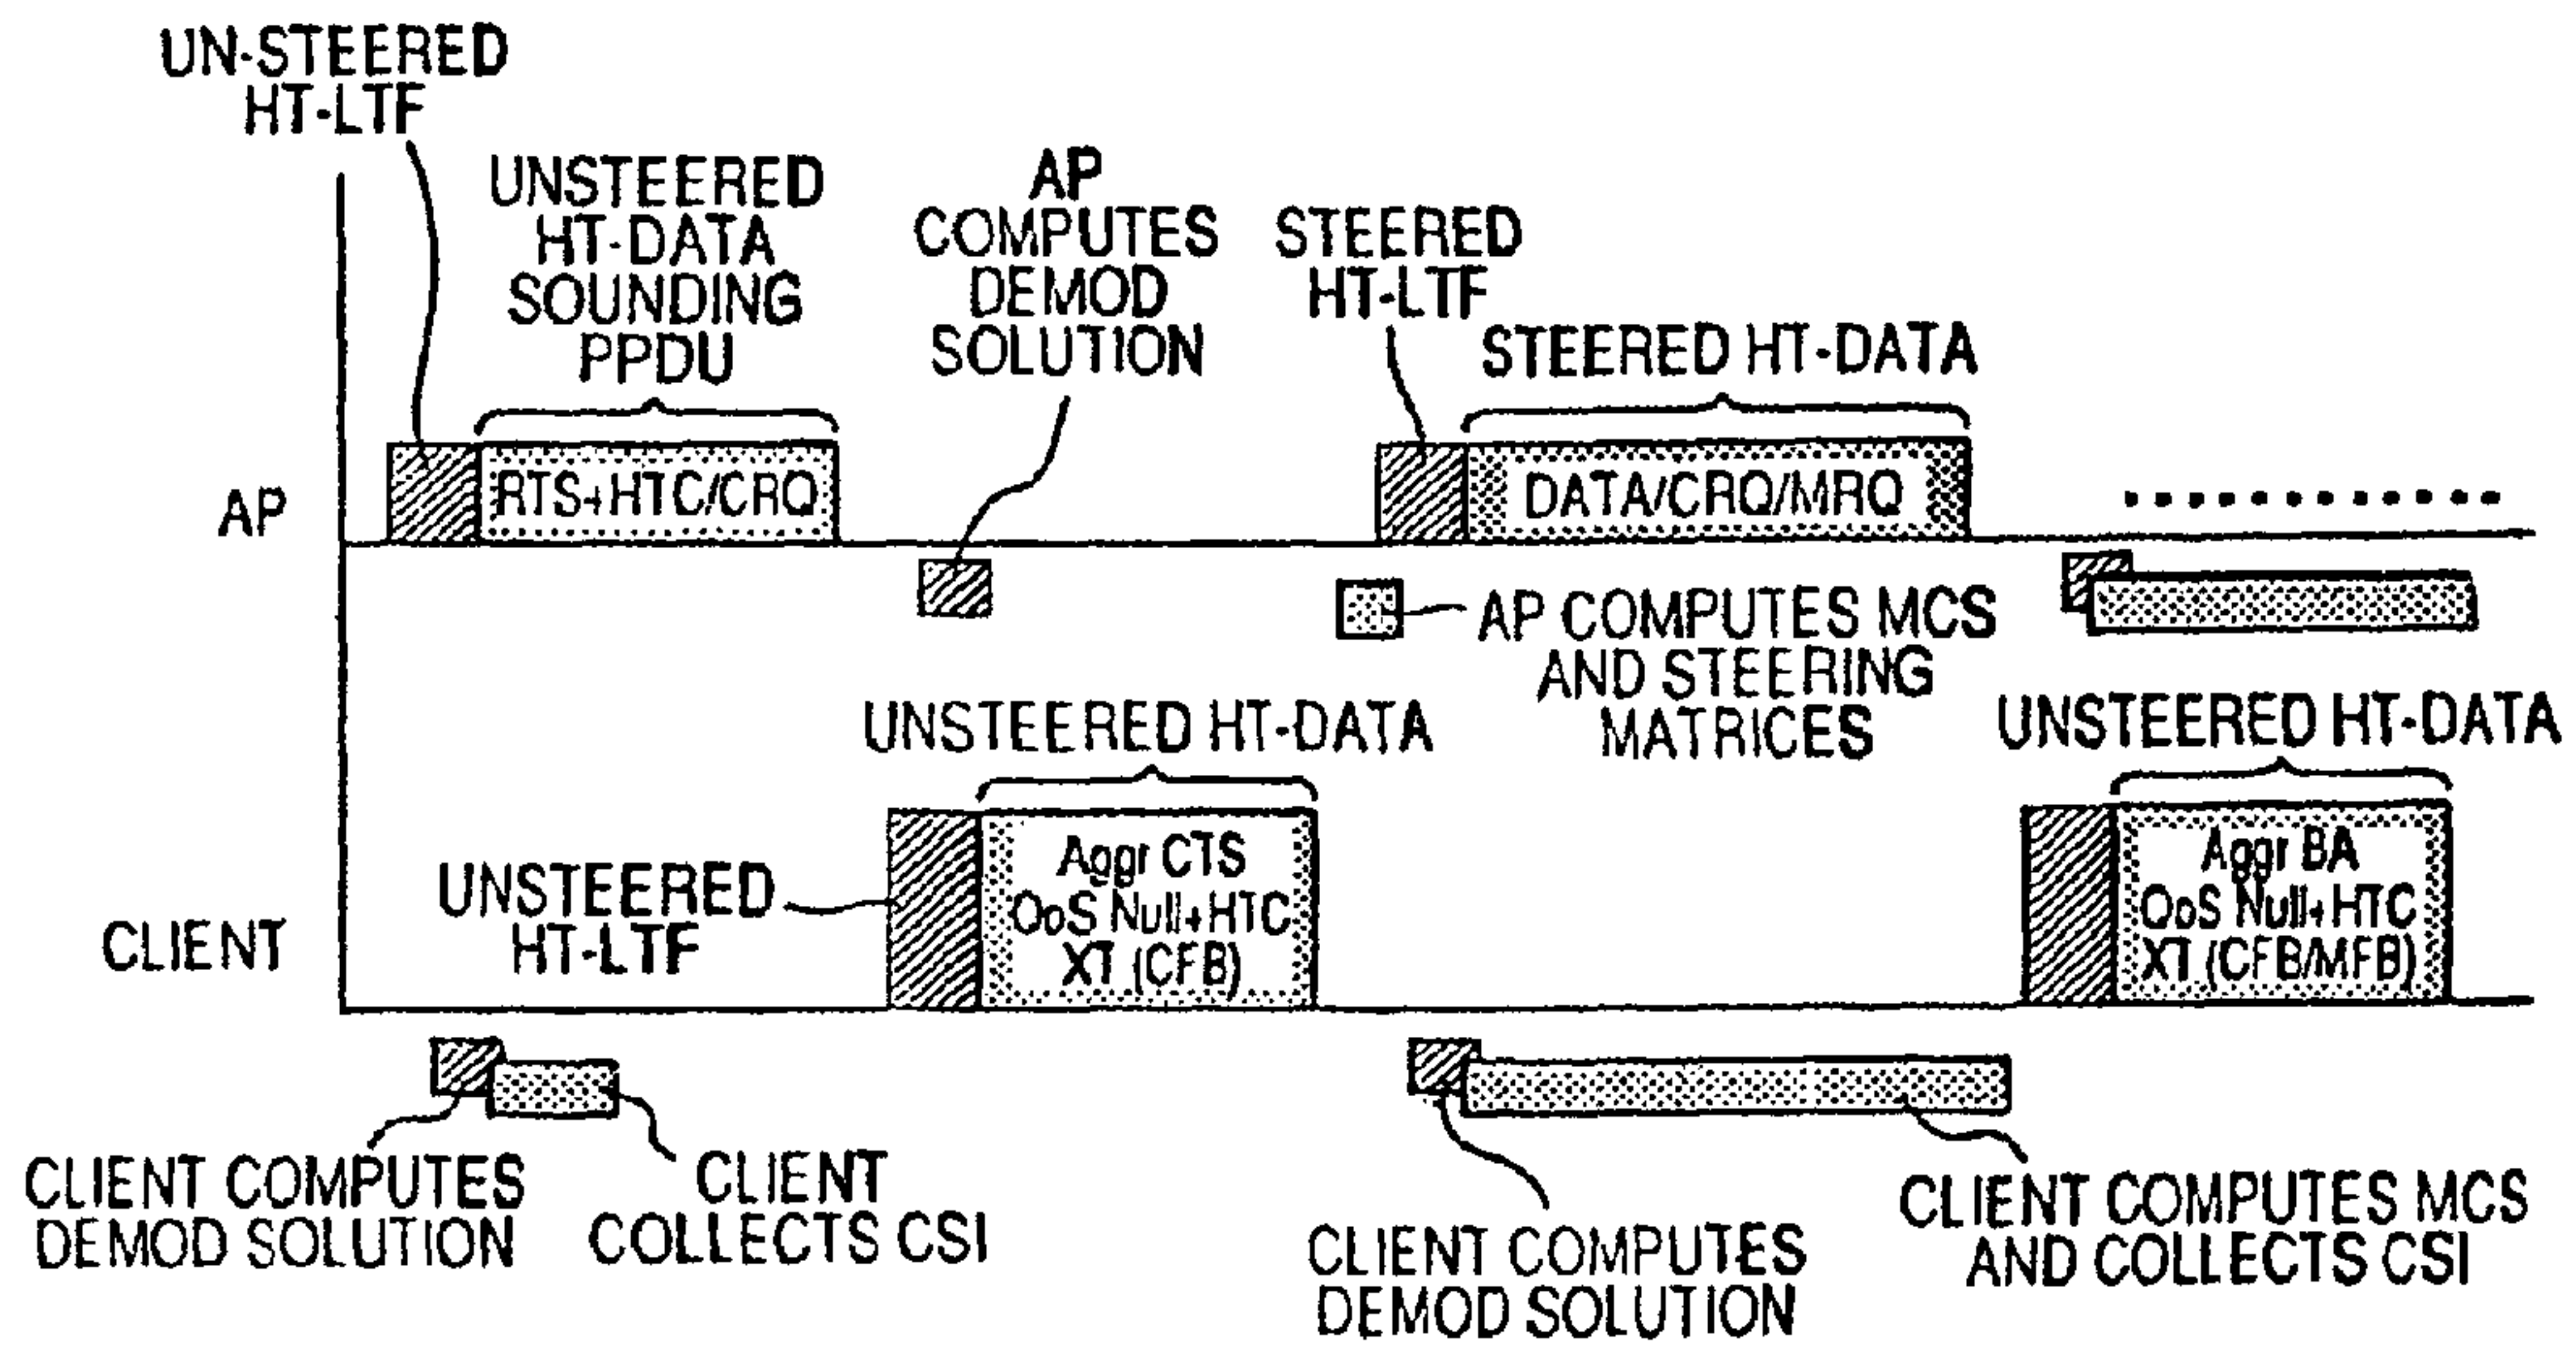 UN-STEERED
HT-LTF
UNSTEERED
HT-DATA
SOUNDING
PPDU
AP
COMPUTES
DEMOD
SOLUTION
STEERED
HT-LTF
STEERED HT-DATA
AP
RTS+HTC/CRQ
DATA/CRQ/MRQ
AP COMPUTES MCS
AND STEERING
MATRICES
UNSTEERED HT-DATA
UNSTEERED HT-DATA
CLIENT
UNSTEERED
HT-LTF
Aggr CTS
QoS Null+HTC
XT (CFB)
Aggr BA
QoS Null+HTC
XT (CFB/MFB)
CLIENT COMPUTES
DEMOD SOLUTION
CLIENT
COLLECTS CSI
CLIENT COMPUTES
DEMOD SOLUTION
CLIENT COMPUTES MCS
AND COLLECTS CSI